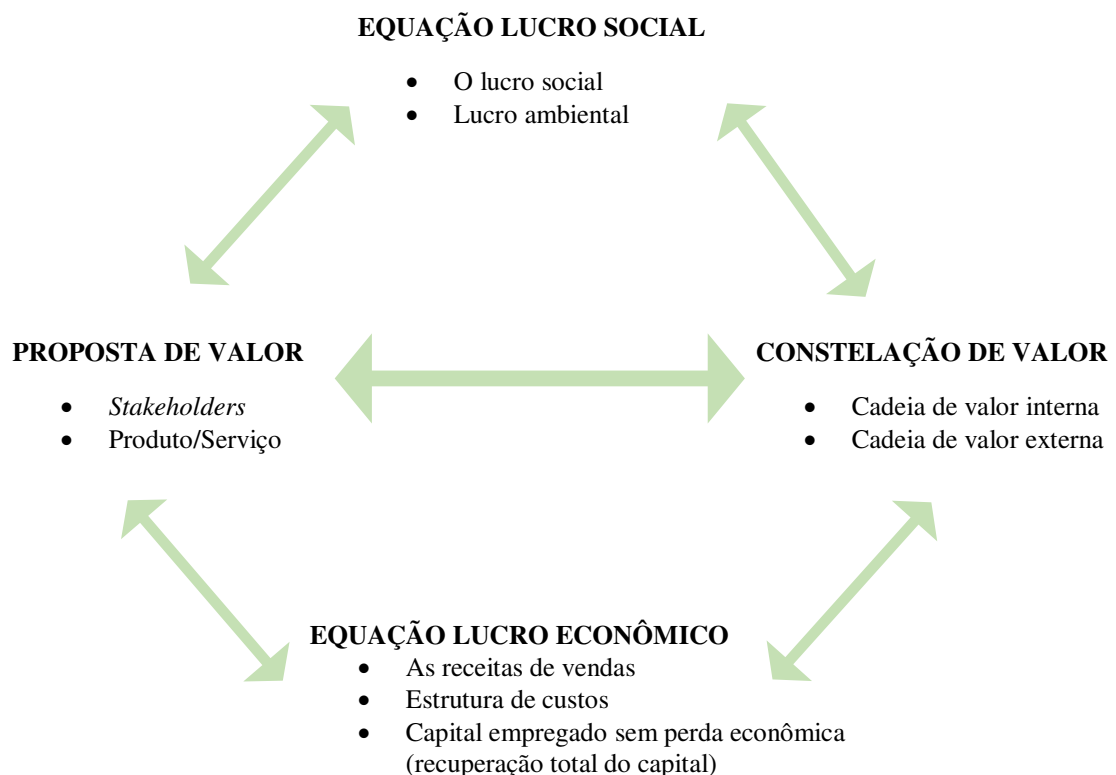 EQUAÇÃO LUCRO SOCIAL
• O lucro social
• Lucro ambiental
PROPOSTA DE VALOR
• Stakeholders
• Produto/Serviço
CONSTELAÇÃO DE VALOR
• Cadeia de valor interna
• Cadeia de valor externa
EQUAÇÃO LUCRO ECONÔMICO
• As receitas de vendas
• Estrutura de custos
• Capital empregado sem perda econômica
(recuperação total do capital)